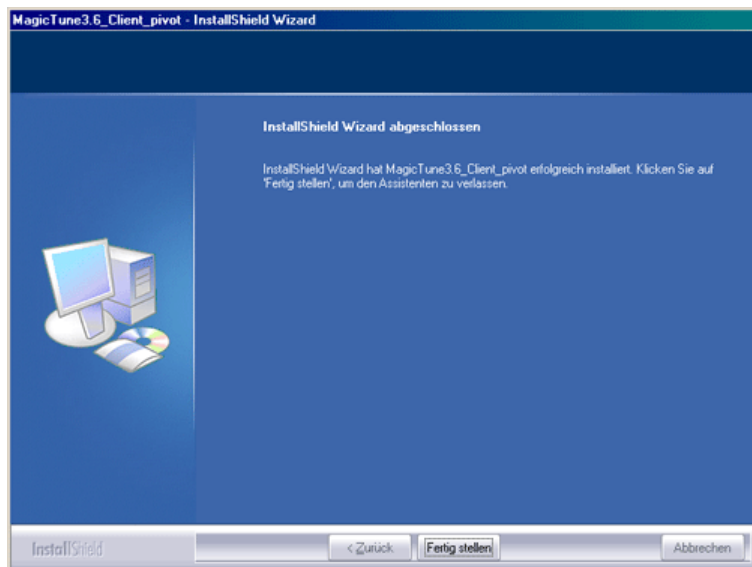 MagicTune3.6_Client_pivot - InstallShield Wizard
InstallShield Wizard abgeschlossen
InstallShield Wizard hat MagicTune3.6_Client_pivot erfolgreich installiert. Klicken Sie auf
'Fertig stellen', um den Assistenten zu verlassen.
InstallShield
< Zurück
Fertig stellen
Abbrechen